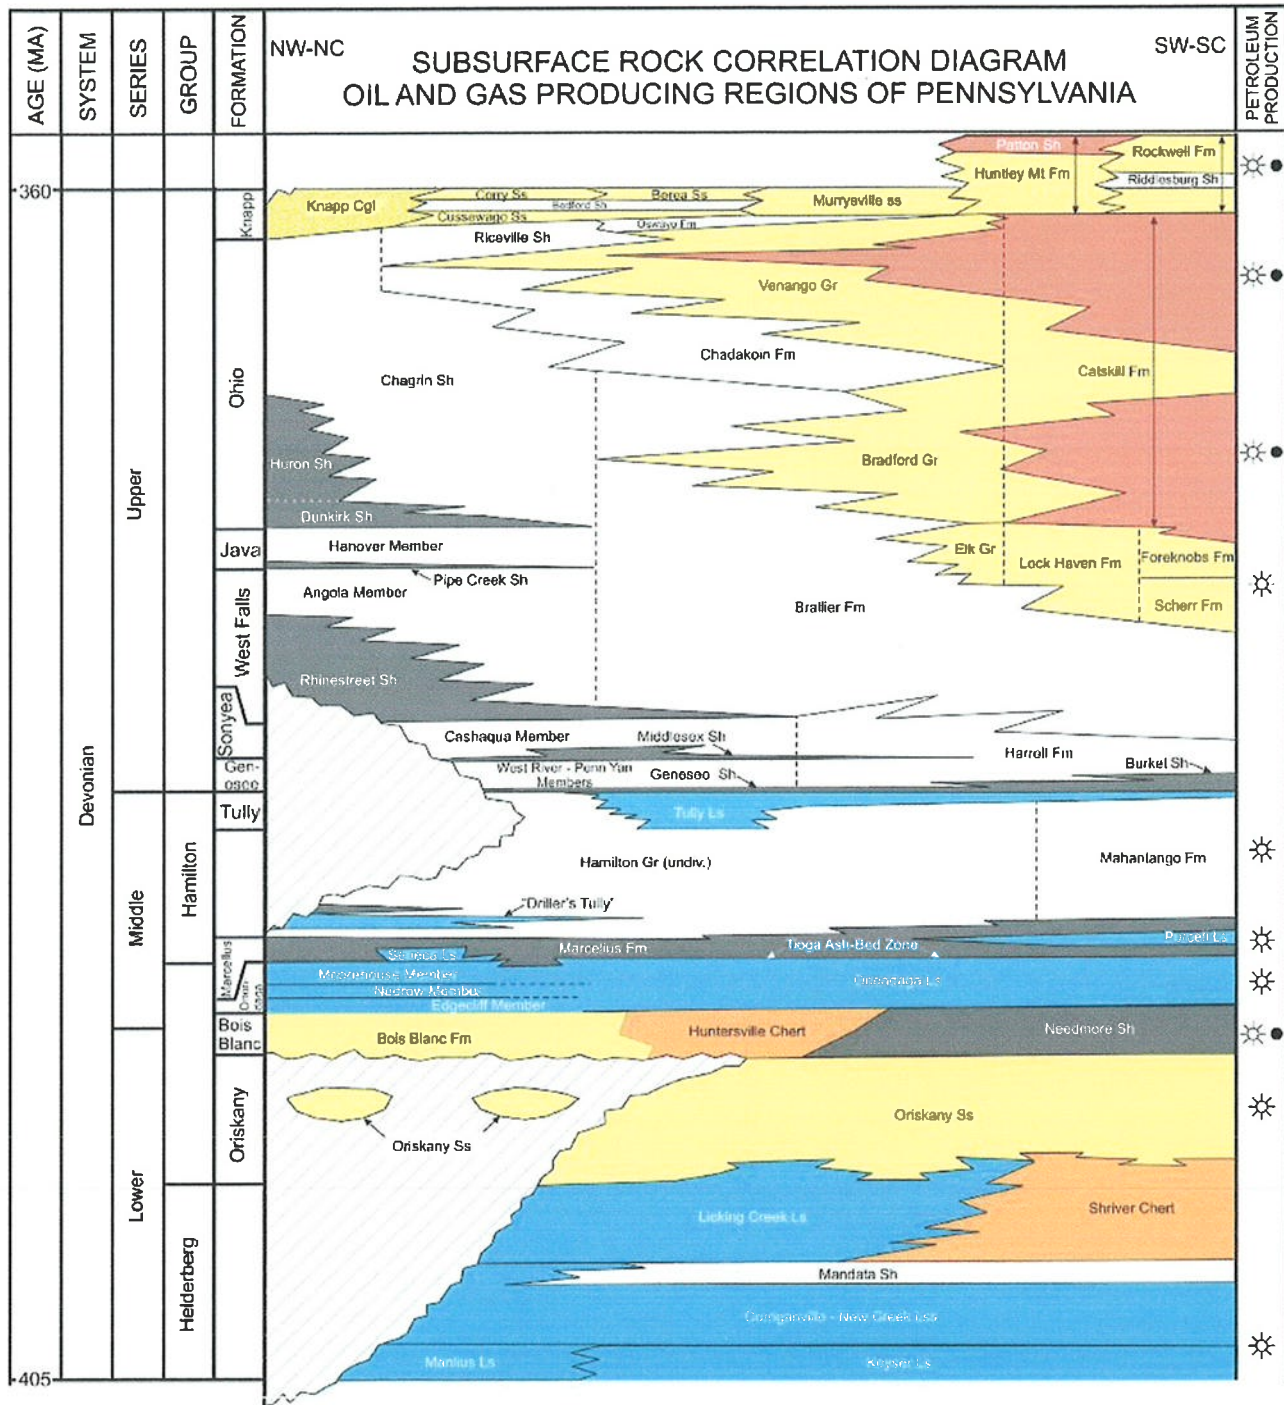 AGE (MA)
SYSTEM
SERIES
GROUP
FORMATION
NW-NC
SUBSURFACE ROCK CORRELATION DIAGRAM
OIL AND GAS PRODUCING REGIONS OF PENNSYLVANIA
SW-SC
PETROLEUM
PRODUCTION
360
405
Devonian
Upper
Middle
Lower
Hamilton
Helderberg
Knapp
Ohio
Java
West Falls
Sonyea
Gen-
esee
Tully
Marcellus
Bois
Blanc
Oriskany
Patton Sh
Rockwell Fm
Huntley Mt Fm
Riddlesburg Sh
Knapp Cgl
Corry Ss
Berea Ss
Bedford Sh
Murrysville ss
Cussewago Ss
Oswayo Fm
Riceville Sh
Venango Gr
Chadakoin Fm
Chagrin Sh
Catskill Fm
Huron Sh
Bradford Gr
Dunkirk Sh
Hanover Member
Elk Gr
Lock Haven Fm
Foreknobs Fm
Pipe Creek Sh
Angola Member
Brallier Fm
Scherr Fm
Rhinestreet Sh
Cashaqua Member
Middlesex Sh
Harrell Fm
West River - Penn Yan
Members
Geneseo Sh
Burket Sh
Tully Ls
Hamilton Gr (undiv.)
Mahantango Fm
"Driller's Tully"
Marcellus Fm
Tioga Ash-Bed Zone
Purcell Ls
Seneca Ls
Moorehouse Member
Nedrow Member
Edgecliff Member
Onondaga Ls
Bois Blanc Fm
Huntersville Chert
Needmore Sh
Oriskany Ss
Oriskany Ss
Licking Creek Ls
Shriver Chert
Mandata Sh
Corriganville - New Creek Lss
Manlius Ls
Keyser Ls